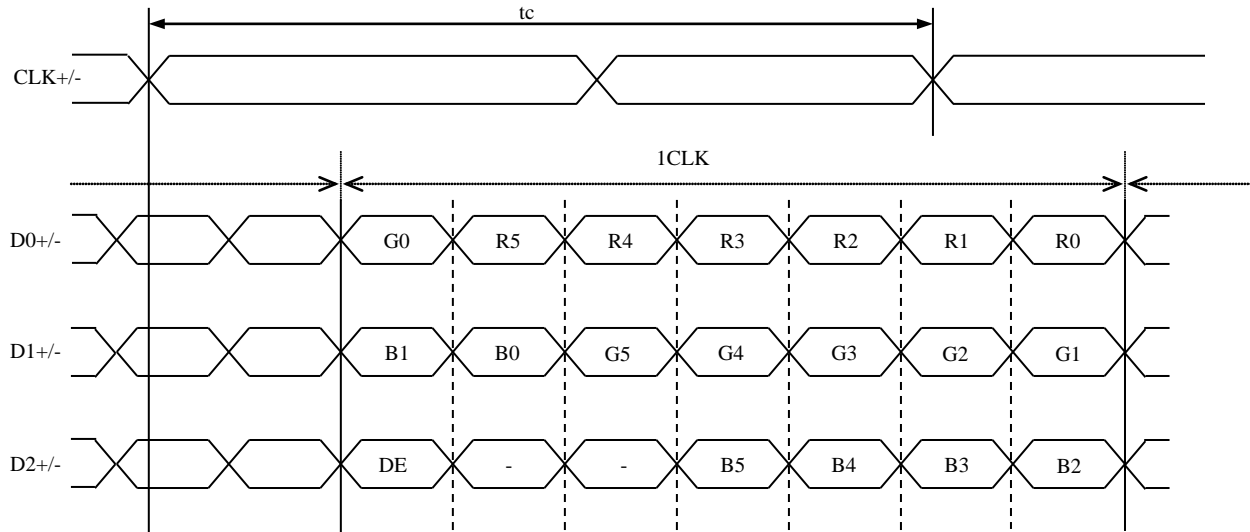 tc
CLK+/-
1CLK
D0+/- G0 R5 R4 R3 R2 R1 R0
D1+/- B1 B0 G5 G4 G3 G2 G1
D2+/- DE - - B5 B4 B3 B2